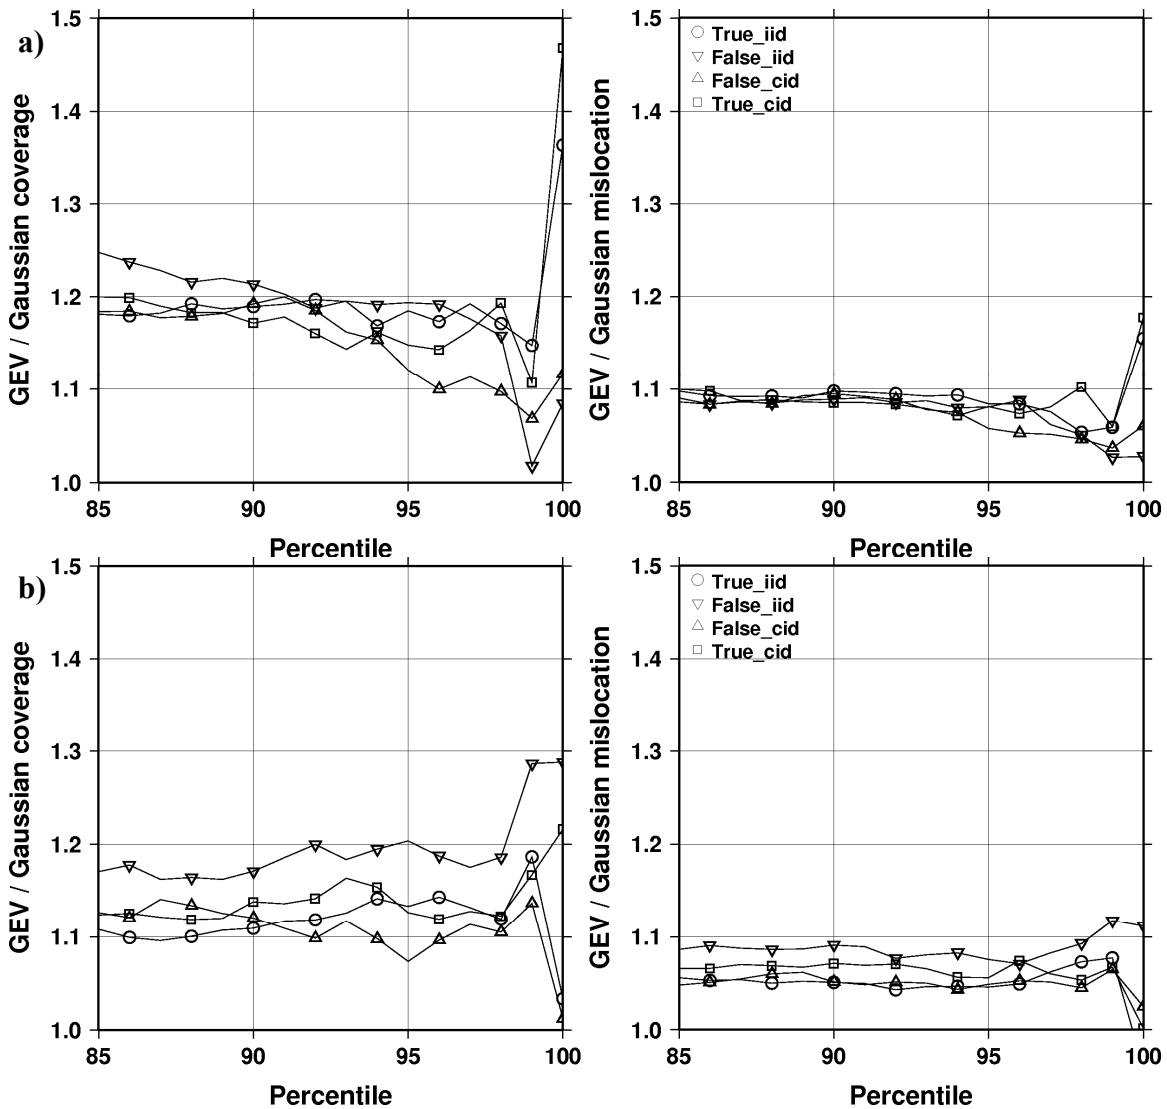 a)
GEV / Gaussian coverage
1.5
1.4
1.3
1.2
1.1
1.0
85 90 95 100
Percentile
GEV / Gaussian mislocation
1.5
1.4
1.3
1.2
1.1
1.0
True_iid
False_iid
False_cid
True_cid
85 90 95 100
Percentile
b)
GEV / Gaussian coverage
1.5
1.4
1.3
1.2
1.1
1.0
85 90 95 100
Percentile
GEV / Gaussian mislocation
1.5
1.4
1.3
1.2
1.1
1.0
True_iid
False_iid
False_cid
True_cid
85 90 95 100
Percentile